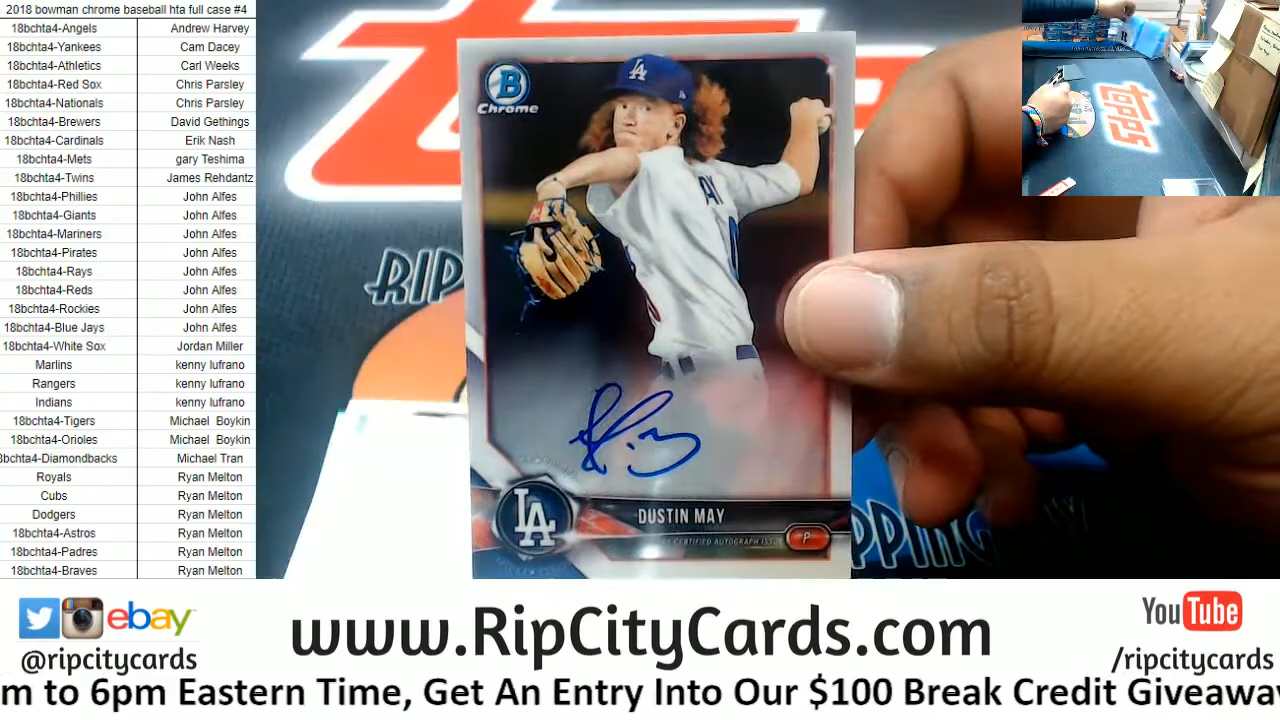 2018 bowman chrome baseball hta full case #4
18bchta4-Angels Andrew Harvey
18bchta4-Yankees Cam Dacey
18bchta4-Athletics Carl Weeks
18bchta4-Red Sox Chris Parsley
18bchta4-Nationals Chris Parsley
18bchta4-Brewers David Gethings
18bchta4-Cardinals Erik Nash
18bchta4-Mets gary Teshima
18bchta4-Twins James Rehdantz
18bchta4-Phillies John Alfes
18bchta4-Giants John Alfes
18bchta4-Mariners John Alfes
18bchta4-Pirates John Alfes
18bchta4-Rays John Alfes
18bchta4-Reds John Alfes
18bchta4-Rockies John Alfes
18bchta4-Blue Jays John Alfes
18bchta4-White Sox Jordan Miller
Marlins kenny lufrano
Rangers kenny lufrano
Indians kenny lufrano
18bchta4-Tigers Michael Boykin
18bchta4-Orioles Michael Boykin
8bchta4-Diamondbacks Michael Tran
Royals Ryan Melton
Cubs Ryan Melton
Dodgers Ryan Melton
18bchta4-Astros Ryan Melton
18bchta4-Padres Ryan Melton
18bchta4-Braves Ryan Melton
B
Chrome
LA
AY
RIP
LA
DUSTIN MAY
CERTIFIED AUTOGRAPH ISSUE
P
PPING
topps
ebay
@ripcitycards
www.RipCityCards.com
YouTube
/ripcitycards
m to 6pm Eastern Time, Get An Entry Into Our $100 Break Credit Giveaway